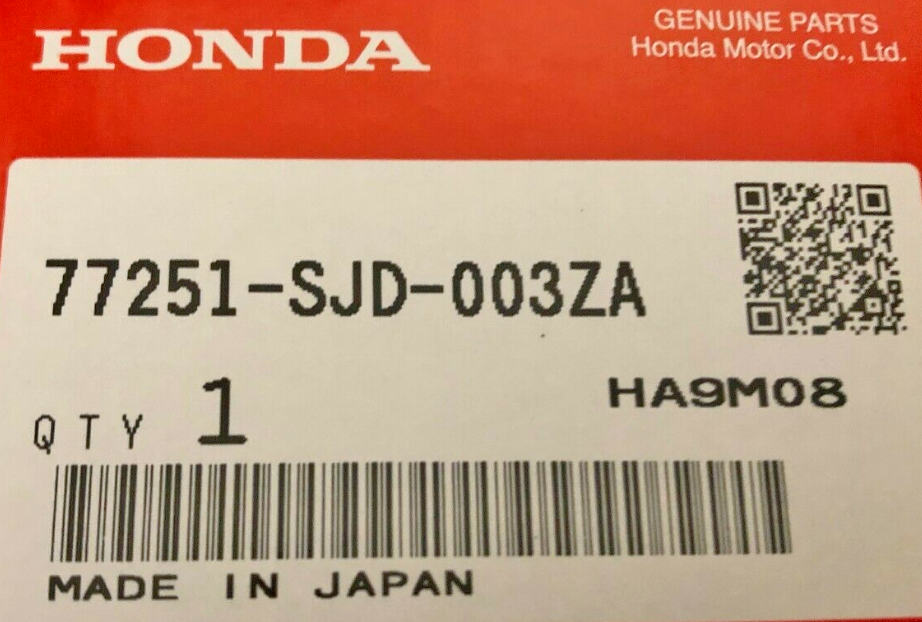 HONDA
GENUINE PARTS
Honda Motor Co., Ltd.
77251-SJD-003ZA
QTY 1
HA9M08
MADE IN JAPAN